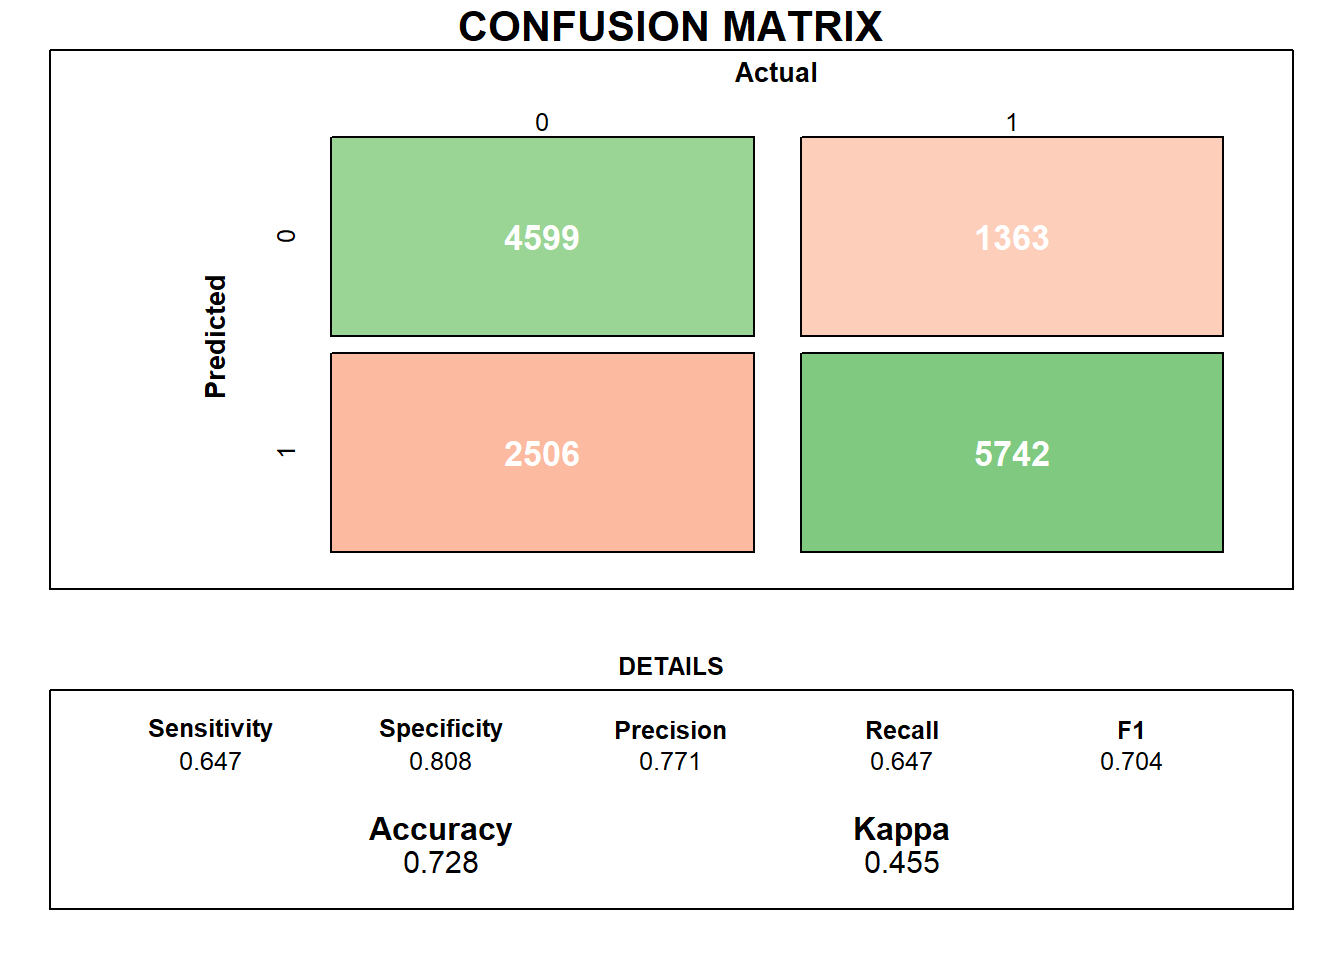 CONFUSION MATRIX
Actual
0 1
Predicted
0
4599 1363
1
2506 5742
DETAILS
Sensitivity Specificity Precision Recall F1
0.647 0.808 0.771 0.647 0.704
Accuracy Kappa
0.728 0.455